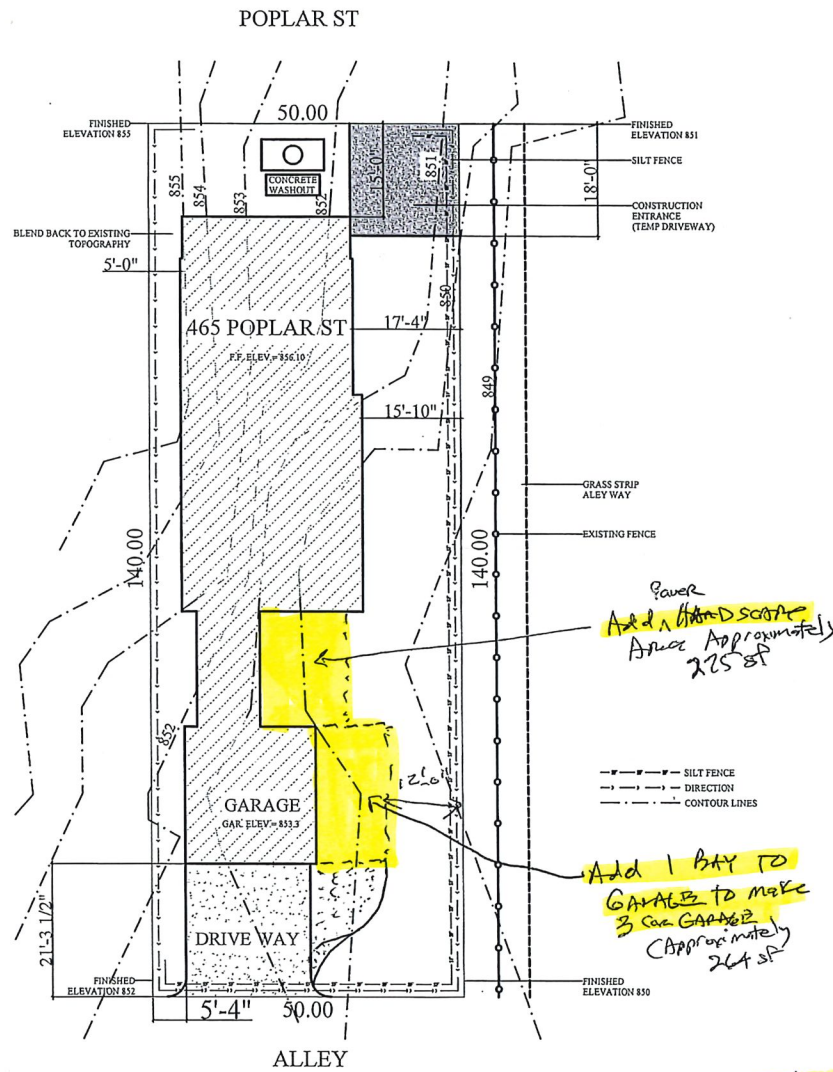 POPLAR ST
50.00
FINISHED
ELEVATION 855
FINISHED
ELEVATION 851
SILT FENCE
CONSTRUCTION
ENTRANCE
(TEMP DRIVEWAY)
CONCRETE
WASHOUT
15'-0"
18'-0"
855
854
853
852
851
850
849
BLEND BACK TO EXISTING
TOPOGRAPHY
5'-0"
465 POPLAR ST
F.F. ELEV = 856.10
17'-4"
15'-10"
GRASS STRIP
ALEY WAY
EXISTING FENCE
140.00
140.00
Paver
Add HARDSCAPE
Area Approximately
225 sf
852
12'-0"
SILT FENCE
DIRECTION
CONTOUR LINES
GARAGE
GAR. ELEV = 853.3
Add 1 BAY TO
GARAGE to make
3 car GARAGE
(Approximately
264 sf
21'-3 1/2"
DRIVE WAY
FINISHED
ELEVATION 852
FINISHED
ELEVATION 850
5'-4"
50.00
ALLEY